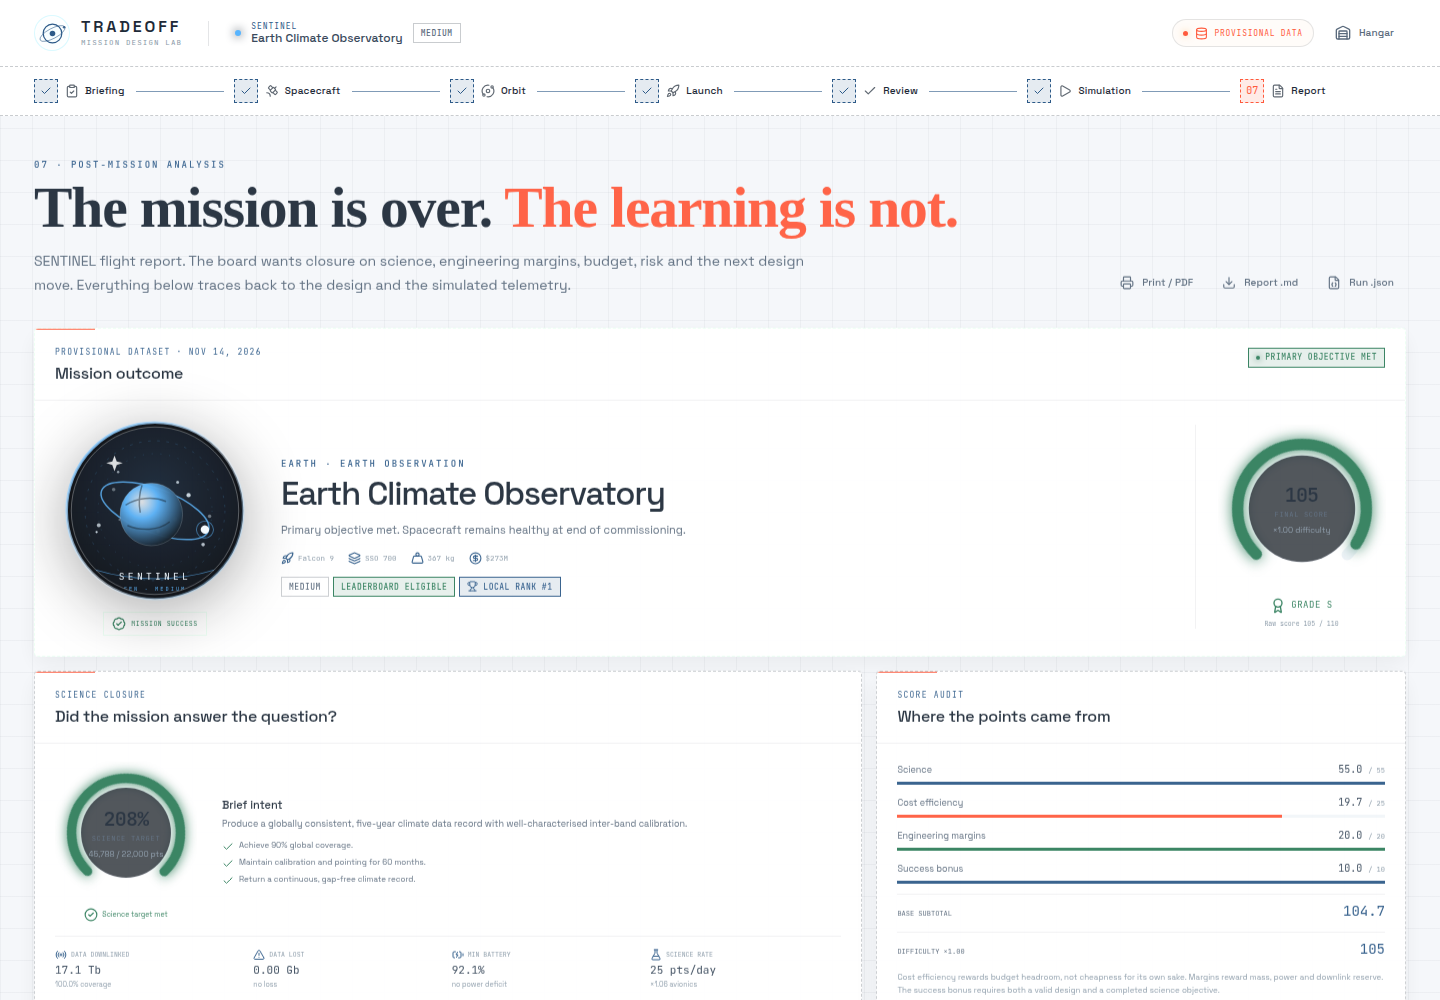 TRADEOFF
MISSION DESIGN LAB
SENTINEL
Earth Climate Observatory
MEDIUM
PROVISIONAL DATA
Hangar
Briefing
Spacecraft
Orbit
Launch
Review
Simulation
07
Report
07 · POST-MISSION ANALYSIS
The mission is over. The learning is not.
SENTINEL flight report. The board wants closure on science, engineering margins, budget, risk and the next design
move. Everything below traces back to the design and the simulated telemetry.
Print / PDF
Report .md
Run .json
PROVISIONAL DATASET · NOV 14, 2026
Mission outcome
PRIMARY OBJECTIVE MET
SENTINEL
MEDIUM
MISSION SUCCESS
EARTH · EARTH OBSERVATION
Earth Climate Observatory
Primary objective met. Spacecraft remains healthy at end of commissioning.
Falcon 9
SSO 700
367 kg
$273M
MEDIUM
LEADERBOARD ELIGIBLE
LOCAL RANK #1
105
FINAL SCORE
×1.00 difficulty
GRADE S
Raw score 105 / 110
SCIENCE CLOSURE
Did the mission answer the question?
208%
SCIENCE TARGET
45,788 / 22,000 pts
Science target met
Brief intent
Produce a globally consistent, five-year climate data record with well-characterised inter-band calibration.
Achieve 90% global coverage.
Maintain calibration and pointing for 60 months.
Return a continuous, gap-free climate record.
DATA DOWNLINKED
17.1 Tb
100.0% coverage
DATA LOST
0.00 Gb
no loss
MIN BATTERY
92.1%
no power deficit
SCIENCE RATE
25 pts/day
×1.06 avionics
SCORE AUDIT
Where the points came from
Science
55.0 / 55
Cost efficiency
19.7 / 25
Engineering margins
20.0 / 20
Success bonus
10.0 / 10
BASE SUBTOTAL
104.7
DIFFICULTY ×1.00
105
Cost efficiency rewards budget headroom, not cheapness for its own sake. Margins reward mass, power and downlink reserve.
The success bonus requires both a valid design and a completed science objective.